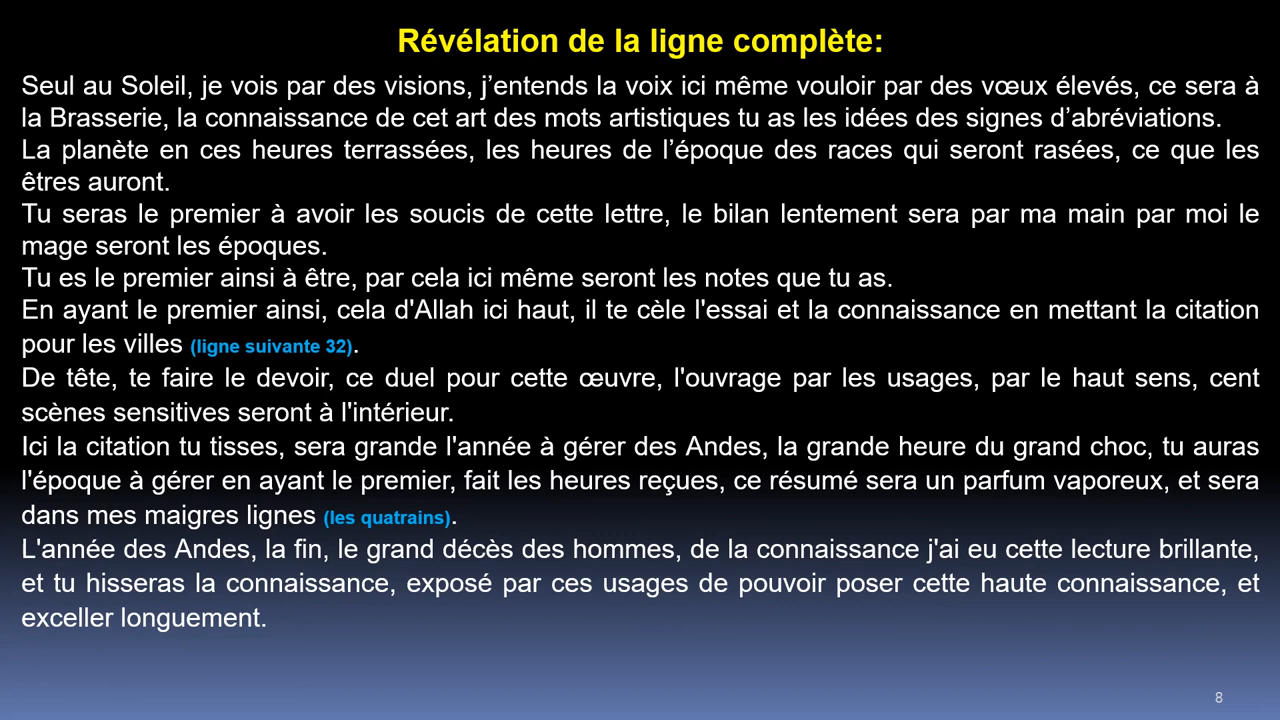 Révélation de la ligne complète:
Seul au Soleil, je vois par des visions, j’entends la voix ici même vouloir par des vœux élevés, ce sera à
la Brasserie, la connaissance de cet art des mots artistiques tu as les idées des signes d’abréviations.
La planète en ces heures terrassées, les heures de l’époque des races qui seront rasées, ce que les
êtres auront.
Tu seras le premier à avoir les soucis de cette lettre, le bilan lentement sera par ma main par moi le
mage seront les époques.
Tu es le premier ainsi à être, par cela ici même seront les notes que tu as.
En ayant le premier ainsi, cela d'Allah ici haut, il te cèle l'essai et la connaissance en mettant la citation
pour les villes (ligne suivante 32).
De tête, te faire le devoir, ce duel pour cette œuvre, l'ouvrage par les usages, par le haut sens, cent
scènes sensitives seront à l'intérieur.
Ici la citation tu tisses, sera grande l'année à gérer des Andes, la grande heure du grand choc, tu auras
l'époque à gérer en ayant le premier, fait les heures reçues, ce résumé sera un parfum vaporeux, et sera
dans mes maigres lignes (les quatrains).
L'année des Andes, la fin, le grand décès des hommes, de la connaissance j'ai eu cette lecture brillante,
et tu hisseras la connaissance, exposé par ces usages de pouvoir poser cette haute connaissance, et
exceller longuement.
8